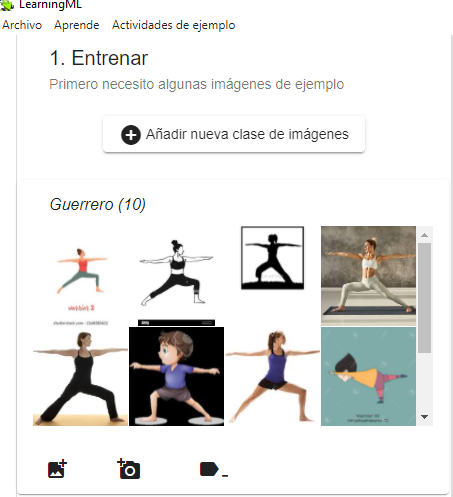 LearningML
Archivo Aprende Actividades de ejemplo
1. Entrenar
Primero necesito algunas imágenes de ejemplo
Añadir nueva clase de imágenes
Guerrero (10)